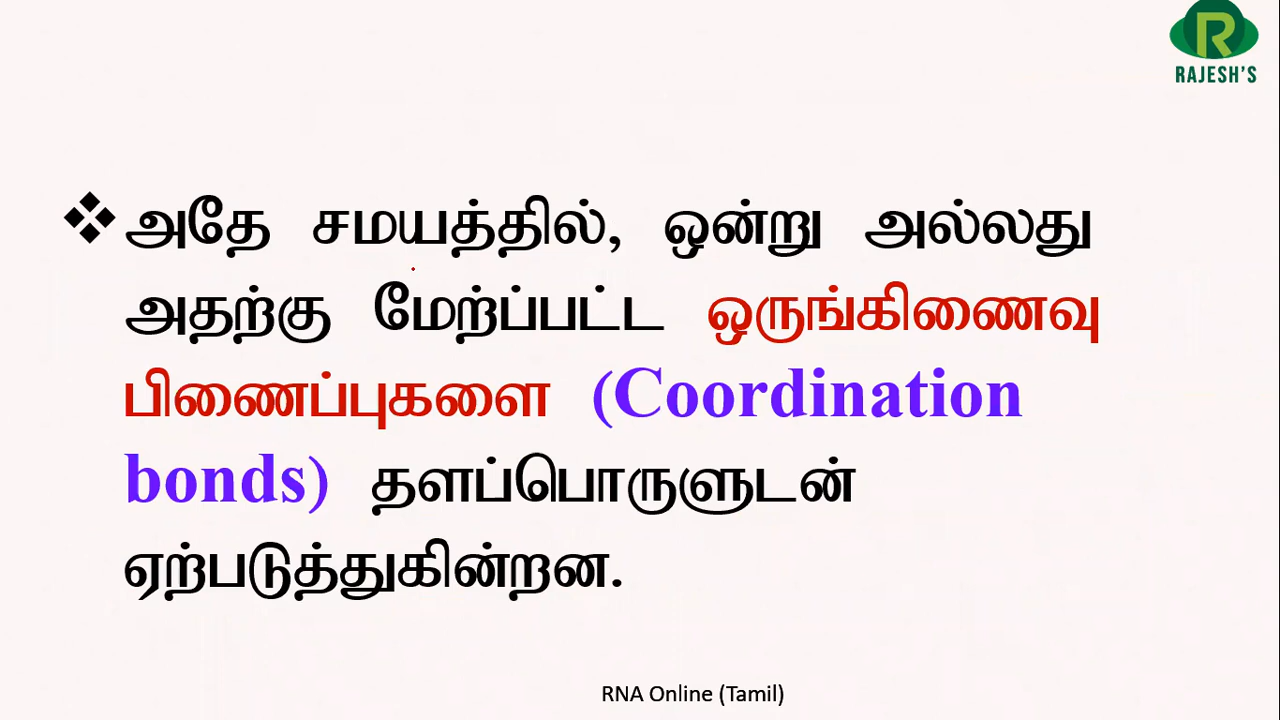 R
RAJESH'S
❖அதே சமயத்தில், ஒன்று அல்லது
அதற்கு மேற்ப்பட்ட ஒருங்கிணைவு
பிணைப்புகளை (Coordination
bonds) தளப்பொருளுடன்
ஏற்படுத்துகின்றன.
RNA Online (Tamil)